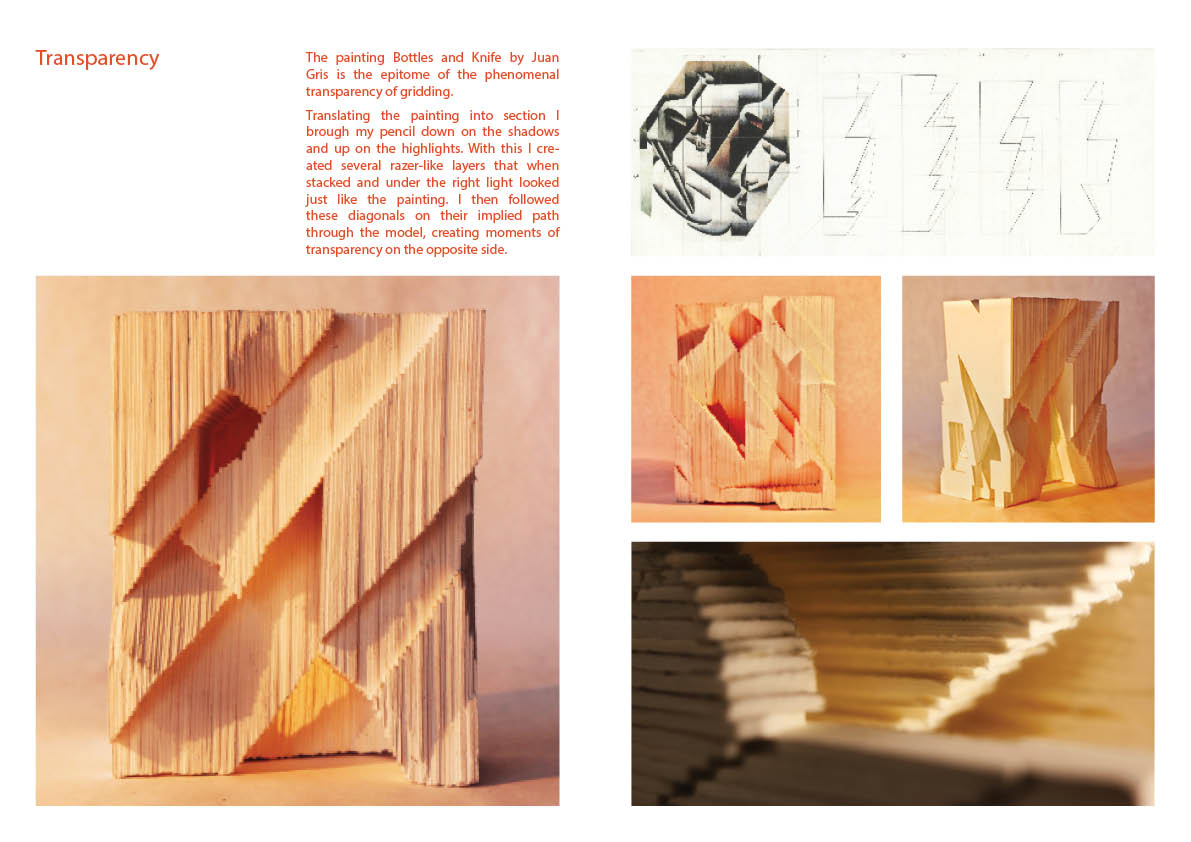 Transparency
The painting Bottles and Knife by Juan
Gris is the epitome of the phenomenal
transparency of gridding.
Translating the painting into section I
brough my pencil down on the shadows
and up on the highlights. With this I cre-
ated several razer-like layers that when
stacked and under the right light looked
just like the painting. I then followed
these diagonals on their implied path
through the model, creating moments of
transparency on the opposite side.